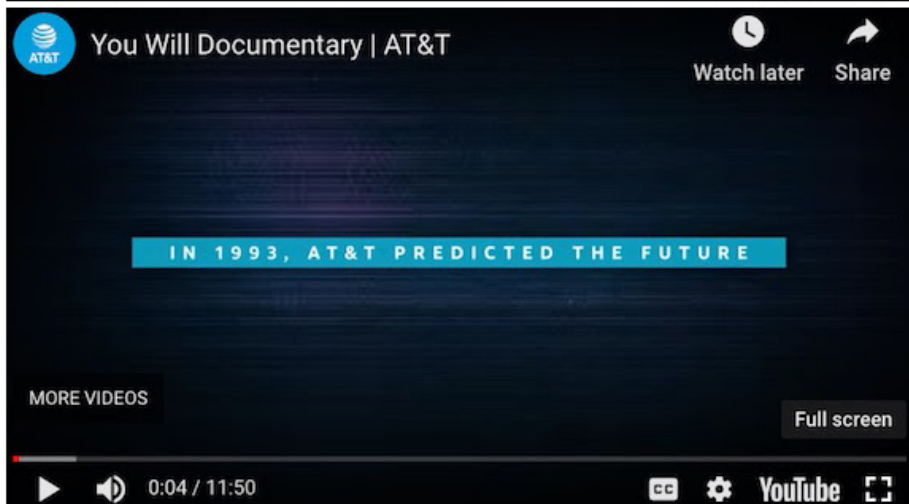 AT&T
You Will Documentary | AT&T
Watch later
Share
IN 1993, AT&T PREDICTED THE FUTURE
MORE VIDEOS
Full screen
0:04 / 11:50
CC
YouTube